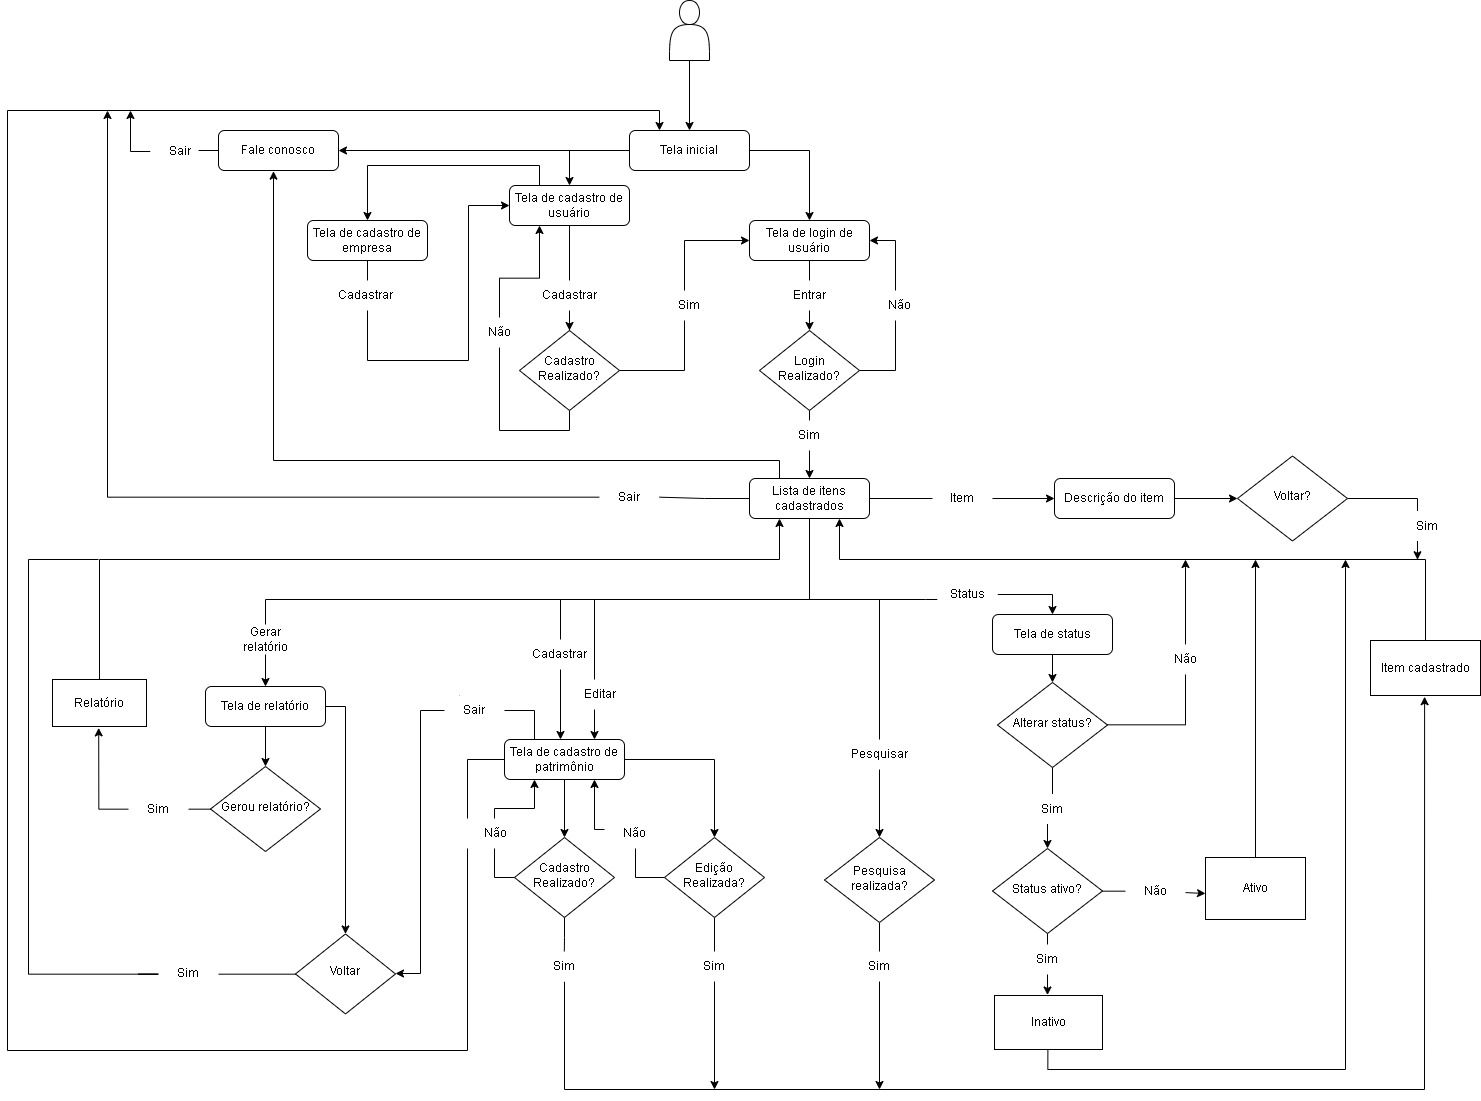 Tela inicial
Fale conosco
Sair
Tela de cadastro de
usuário
Tela de cadastro de
empresa
Tela de login de
usuário
Cadastrar
Cadastrar
Entrar
Sim
Não
Não
Cadastro
Realizado?
Login
Realizado?
Sim
Lista de itens
cadastrados
Sair
Item
Descrição do item
Voltar?
Sim
Status
Gerar
relatório
Cadastrar
Editar
Tela de status
Não
Item cadastrado
Relatório
Tela de relatório
Sair
Alterar status?
Tela de cadastro de
patrimônio
Pesquisar
Sim
Gerou relatório?
Sim
Não
Não
Cadastro
Realizado?
Edição
Realizada?
Pesquisa
realizada?
Status ativo?
Não
Ativo
Sim
Voltar
Sim
Sim
Sim
Sim
Inativo